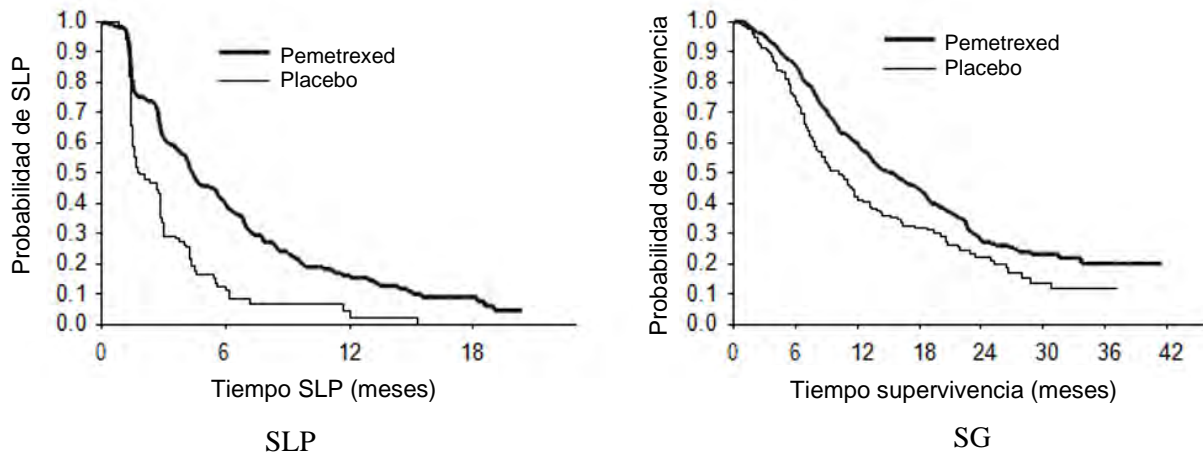 Probabilidad de SLP
1.0
0.9
0.8
0.7
0.6
0.5
0.4
0.3
0.2
0.1
0.0
Pemetrexed
Placebo
0 6 12 18
Tiempo SLP (meses)
SLP
Probabilidad de supervivencia
1.0
0.9
0.8
0.7
0.6
0.5
0.4
0.3
0.2
0.1
0.0
Pemetrexed
Placebo
0 6 12 18 24 30 36 42
Tiempo supervivencia (meses)
SG